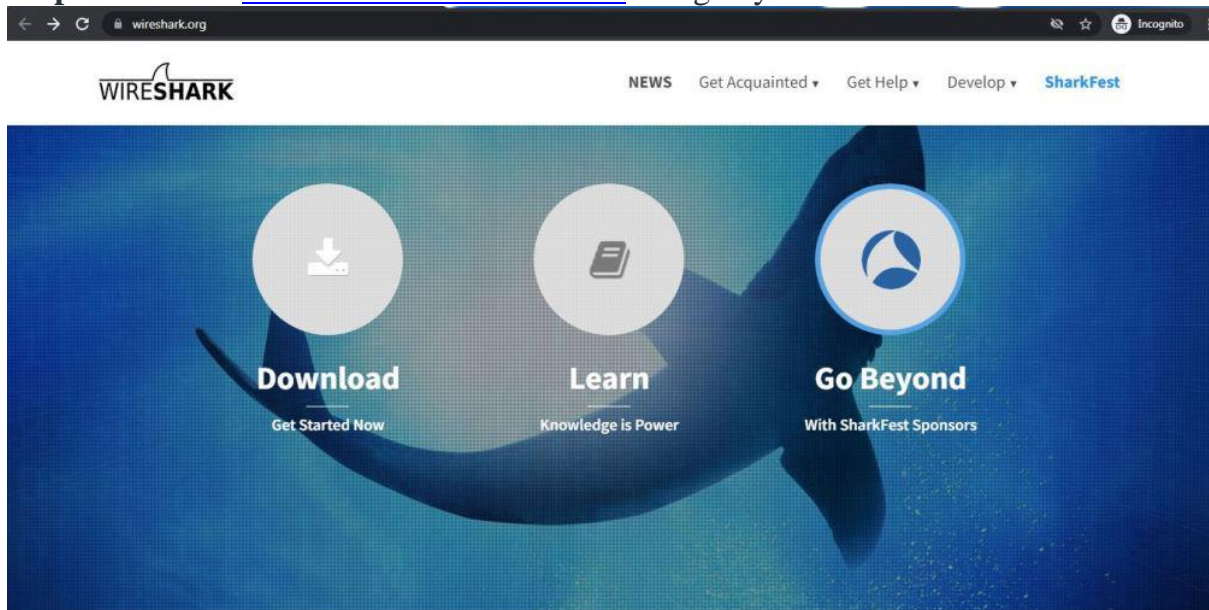 wireshark.org
Incognito
WIRESHARK
NEWS Get Acquainted ▾ Get Help ▾ Develop ▾ SharkFest
Download Learn Go Beyond
Get Started Now Knowledge is Power With SharkFest Sponsors